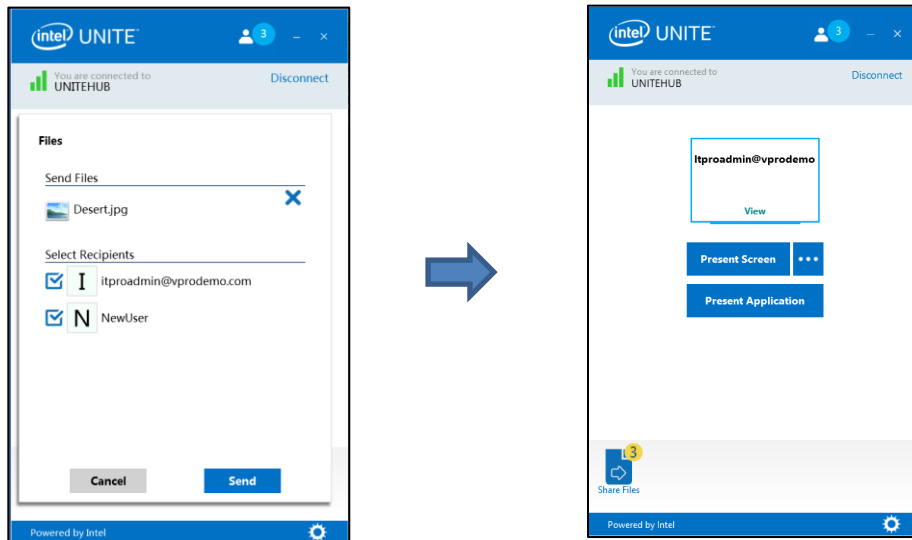 intel UNITE™
3
You are connected to
UNITEHUB
Disconnect
Files
Send Files
Desert.jpg
Select Recipients
I itproadmin@vprodemo.com
N NewUser
Cancel
Send
Powered by Intel
intel UNITE™
3
You are connected to
UNITEHUB
Disconnect
Itproadmin@vprodemo
View
Present Screen
Present Application
3
Share Files
Powered by Intel